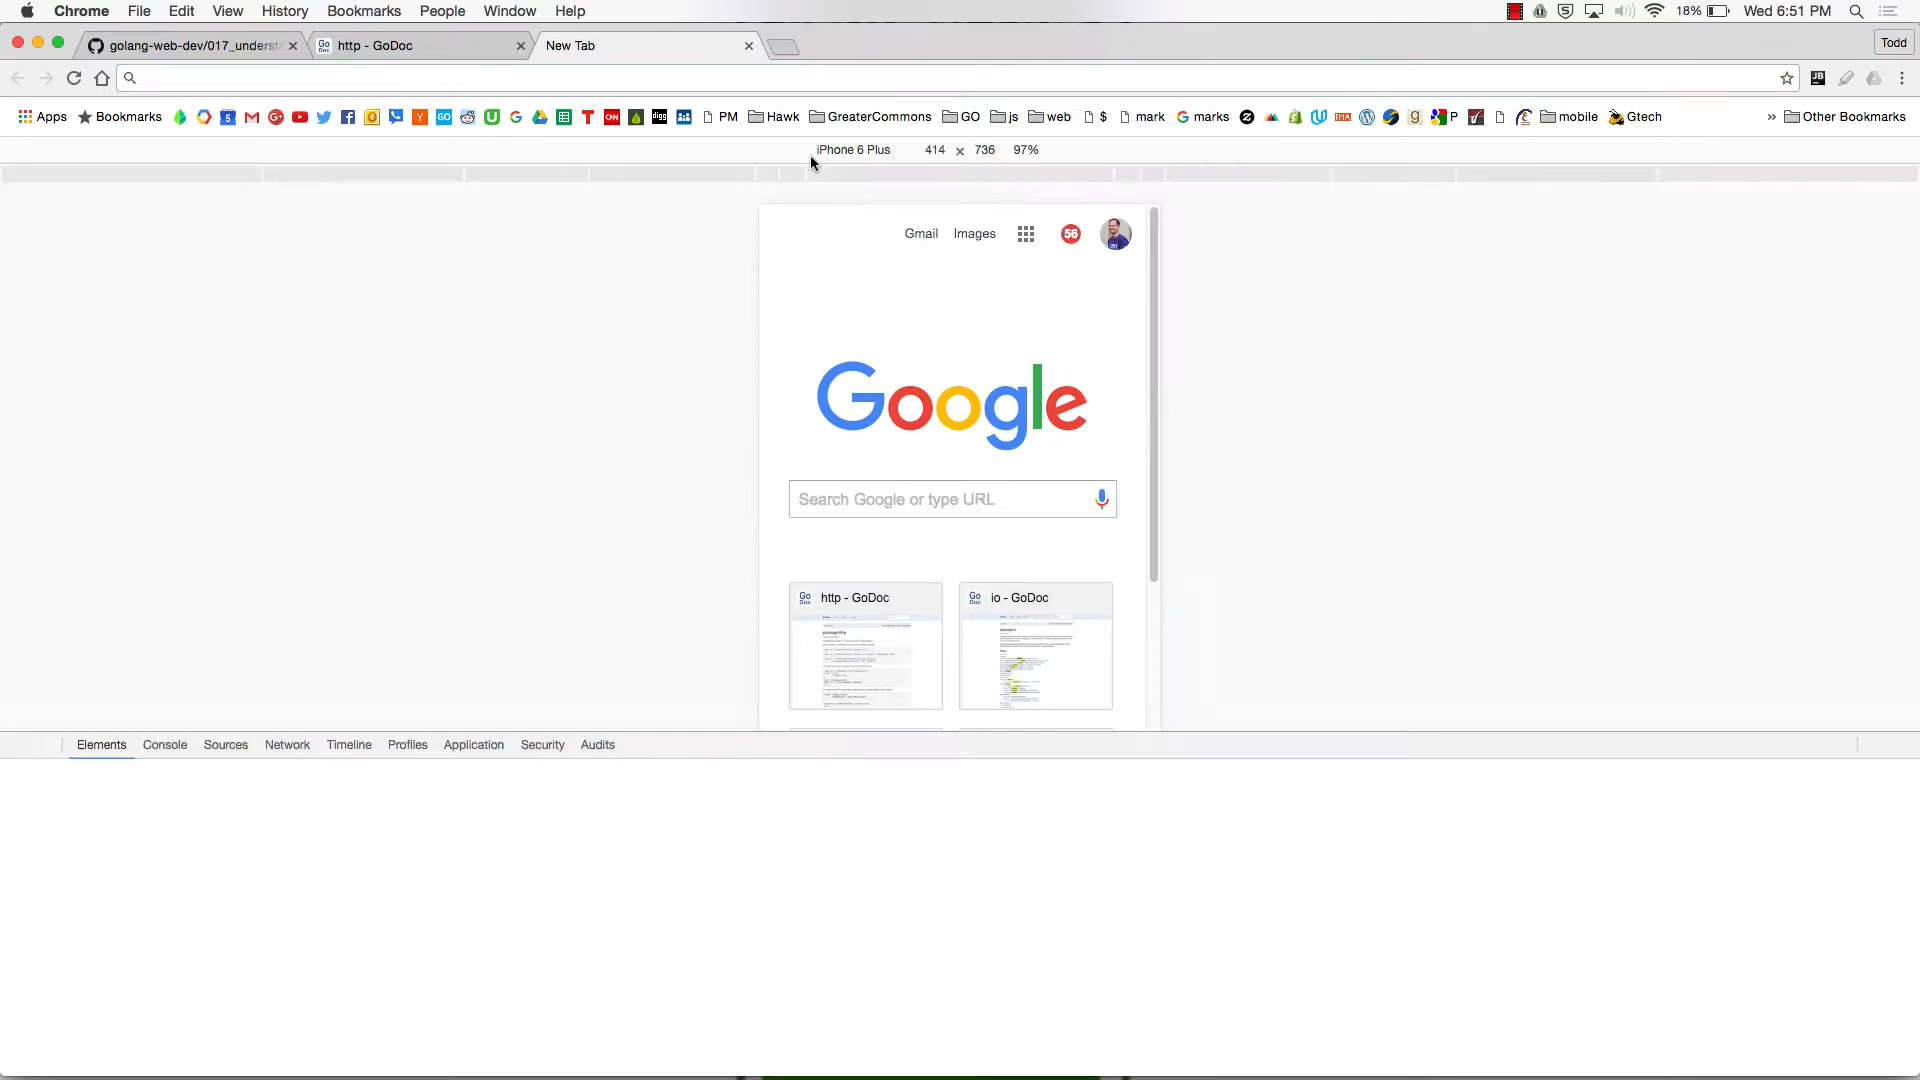 Chrome File Edit View History Bookmarks People Window Help 18% Wed 6:51 PM
golang-web-dev/017_underst http - GoDoc New Tab Todd
Apps Bookmarks PM Hawk GreaterCommons GO js web $ mark marks P mobile Gtech » Other Bookmarks
iPhone 6 Plus 414 × 736 97%
Gmail Images 56
Google
Search Google or type URL
http - GoDoc io - GoDoc
Elements Console Sources Network Timeline Profiles Application Security Audits